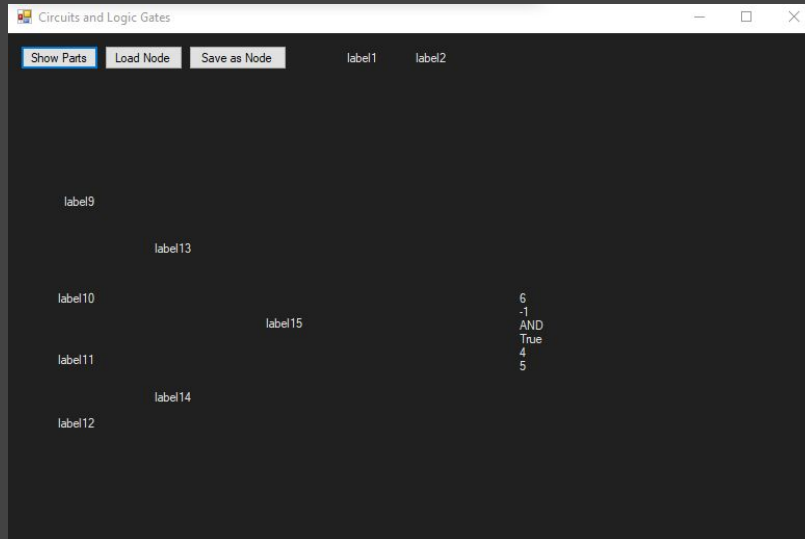 Circuits and Logic Gates
Show Parts Load Node Save as Node label1 label2
label9
label13
label10
label15
label11
label14
label12
6
-1
AND
True
4
5